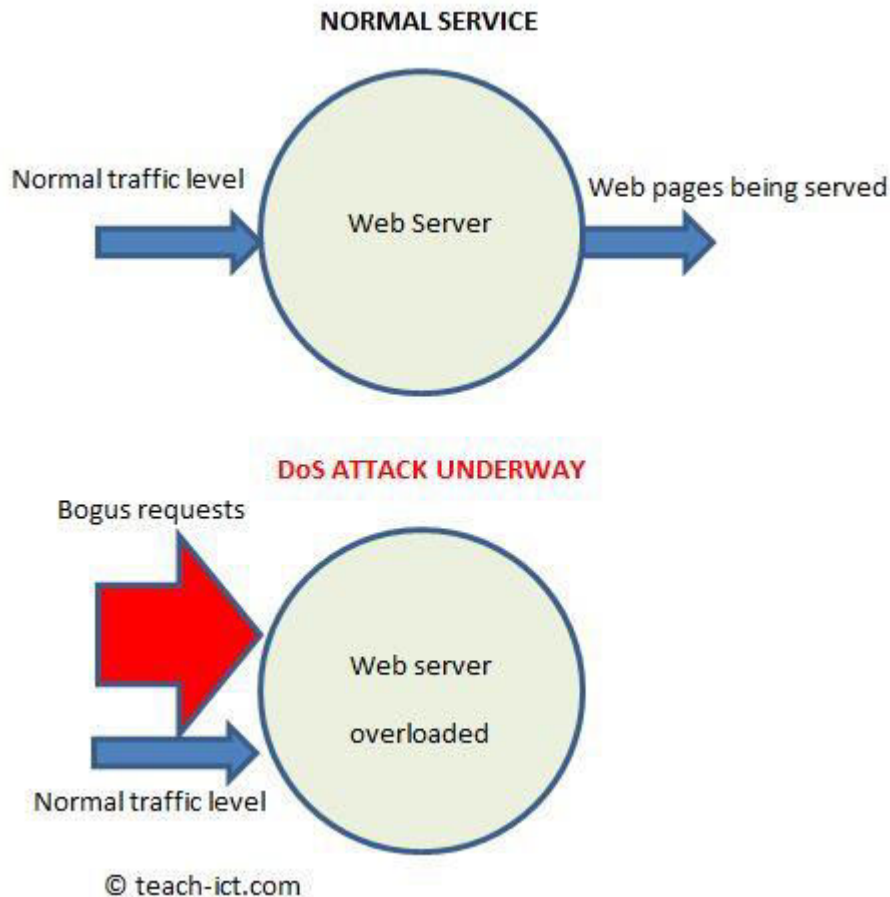 NORMAL SERVICE
Normal traffic level
Web Server
Web pages being served
DoS ATTACK UNDERWAY
Bogus requests
Web server
overloaded
Normal traffic level
© teach-ict.com